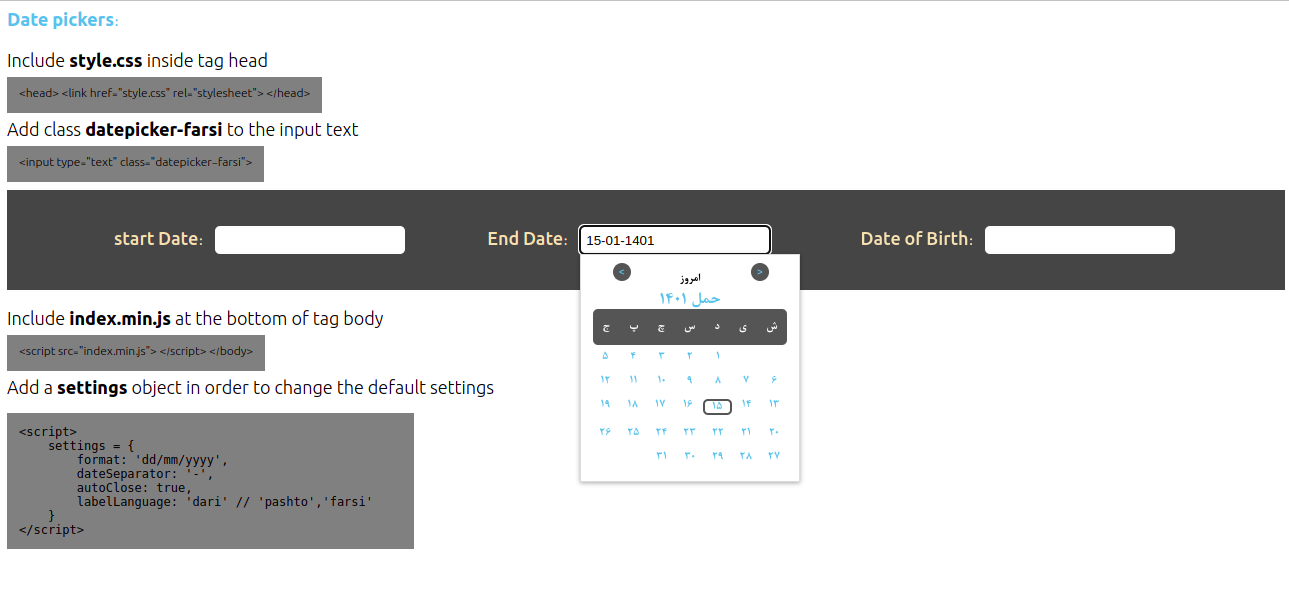 Date pickers:
Include style.css inside tag head
<head> <link href="style.css" rel="stylesheet"> </head>
Add class datepicker-farsi to the input text
<input type="text" class="datepicker-farsi">
start Date:
End Date: 15-01-1401
Date of Birth:
< امروز >
حمل ۱۴۰۱
ش ی د س چ پ ج
۱ ۲ ۳ ۴ ۵
۶ ۷ ۸ ۹ ۱۰ ۱۱ ۱۲
۱۳ ۱۴ ۱۵ ۱۶ ۱۷ ۱۸ ۱۹
۲۰ ۲۱ ۲۲ ۲۳ ۲۴ ۲۵ ۲۶
۲۷ ۲۸ ۲۹ ۳۰ ۳۱
Include index.min.js at the bottom of tag body
<script src="index.min.js"> </script> </body>
Add a settings object in order to change the default settings
<script>
    settings = {
        format: 'dd/mm/yyyy',
        dateSeparator: '-',
        autoClose: true,
        labelLanguage: 'dari' // 'pashto','farsi'
    }
</script>